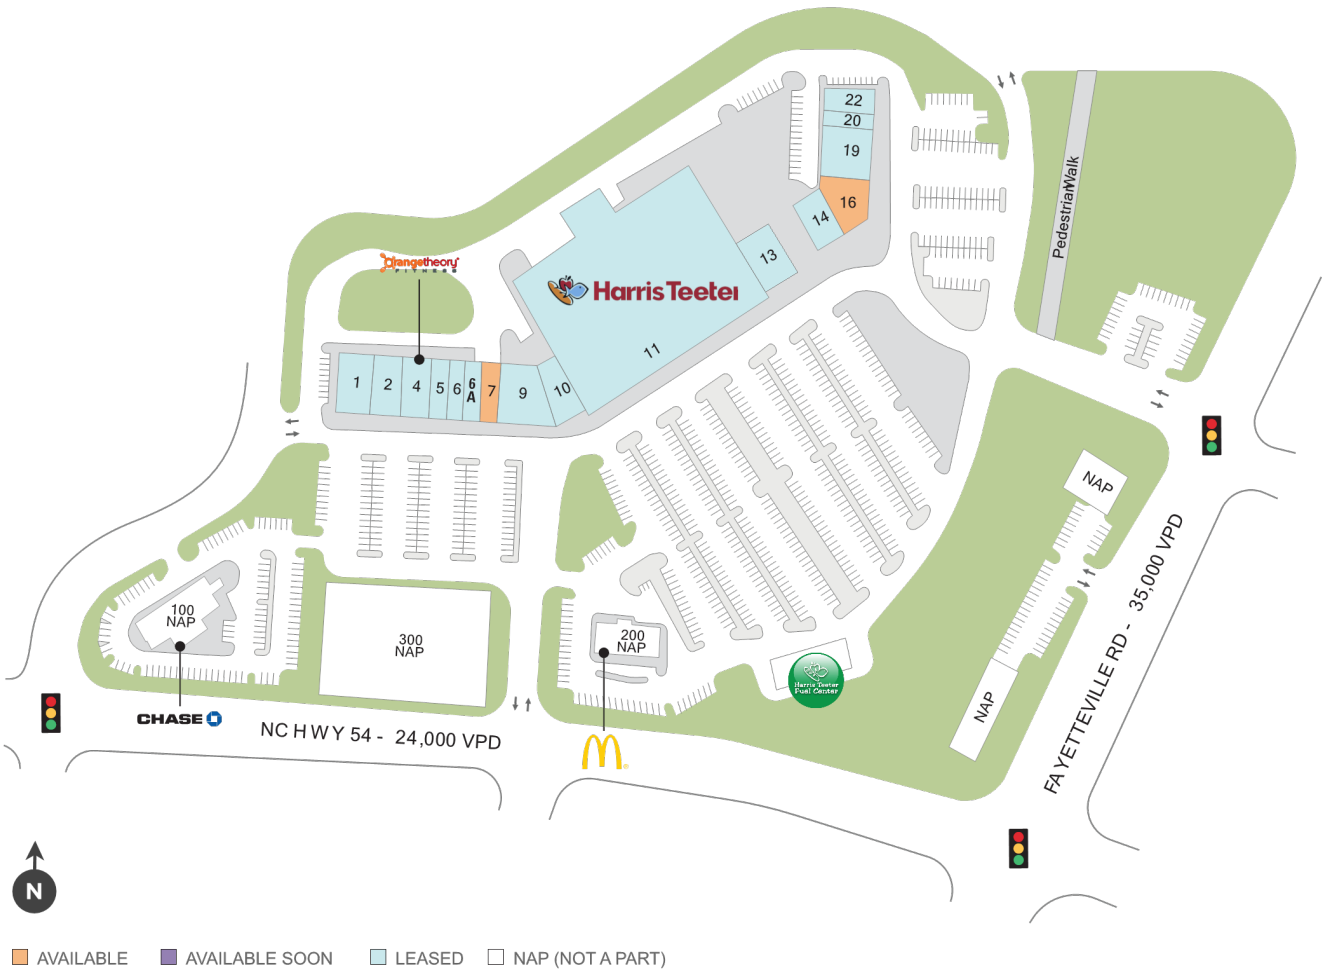 22
20
19
Pedestrian Walk
16
14
orangetheory
FITNESS
13
Harris Teeter
11
1
2
4
5
6
6
A
7
9
10
NAP
100
NAP
300
NAP
200
NAP
Harris Teeter
Fuel Center
NAP
CHASE
NC HWY 54 - 24,000 VPD
FAYETTEVILLE RD - 35,000 VPD
N
AVAILABLE
AVAILABLE SOON
LEASED
NAP (NOT A PART)